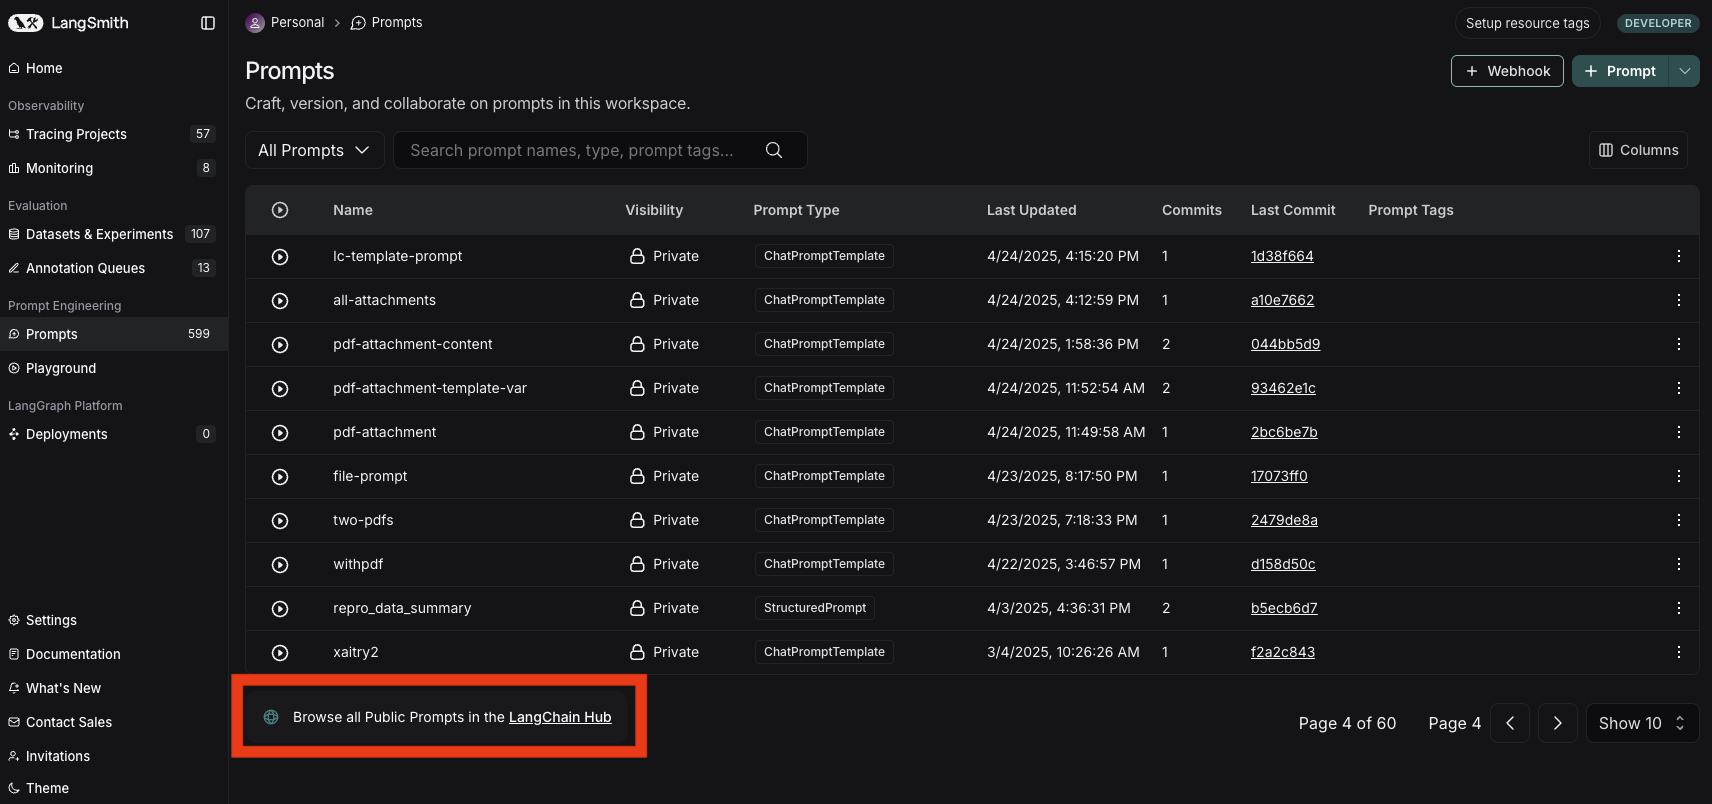 LangSmith
Personal > Prompts
Setup resource tags
DEVELOPER
Home
Observability
Tracing Projects 57
Monitoring 8
Evaluation
Datasets & Experiments 107
Annotation Queues 13
Prompt Engineering
Prompts 599
Playground
LangGraph Platform
Deployments 0
Settings
Documentation
What's New
Contact Sales
Invitations
Theme
Prompts
Craft, version, and collaborate on prompts in this workspace.
+ Webhook
+ Prompt
All Prompts
Search prompt names, type, prompt tags...
Columns
Name Visibility Prompt Type Last Updated Commits Last Commit Prompt Tags
lc-template-prompt Private ChatPromptTemplate 4/24/2025, 4:15:20 PM 1 1d38f664
all-attachments Private ChatPromptTemplate 4/24/2025, 4:12:59 PM 1 a10e7662
pdf-attachment-content Private ChatPromptTemplate 4/24/2025, 1:58:36 PM 2 044bb5d9
pdf-attachment-template-var Private ChatPromptTemplate 4/24/2025, 11:52:54 AM 2 93462e1c
pdf-attachment Private ChatPromptTemplate 4/24/2025, 11:49:58 AM 1 2bc6be7b
file-prompt Private ChatPromptTemplate 4/23/2025, 8:17:50 PM 1 17073ff0
two-pdfs Private ChatPromptTemplate 4/23/2025, 7:18:33 PM 1 2479de8a
withpdf Private ChatPromptTemplate 4/22/2025, 3:46:57 PM 1 d158d50c
repro_data_summary Private StructuredPrompt 4/3/2025, 4:36:31 PM 2 b5ecb6d7
xaitry2 Private ChatPromptTemplate 3/4/2025, 10:26:26 AM 1 f2a2c843
Browse all Public Prompts in the LangChain Hub
Page 4 of 60 Page 4 < > Show 10